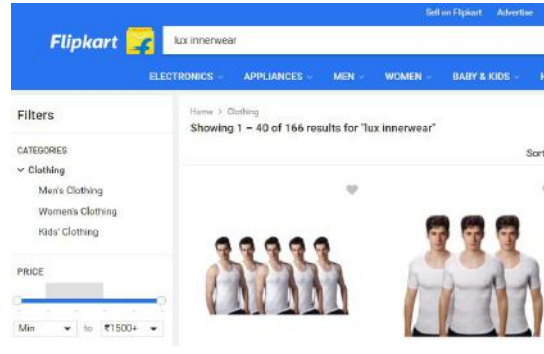 Sell on Flipkart Advertise
Flipkart
lux innerwear
ELECTRONICS APPLIANCES MEN WOMEN BABY & KIDS
Filters
Home > Clothing
Showing 1 – 40 of 166 results for "lux innerwear"
Sort
CATEGORIES
Clothing
Men's Clothing
Women's Clothing
Kids' Clothing
PRICE
Min to ₹1500+